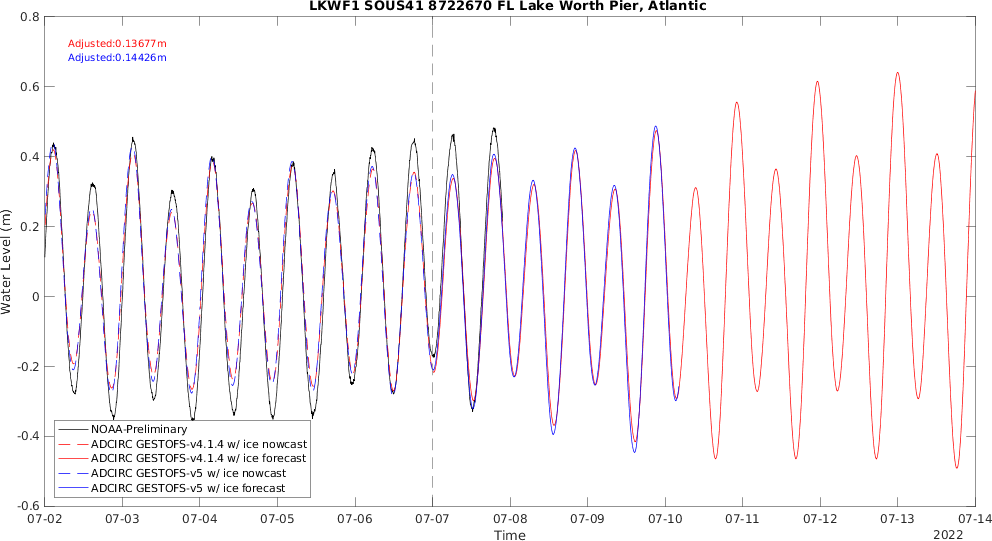 LKWF1 SOUS41 8722670 FL Lake Worth Pier, Atlantic
0.8
Adjusted:0.13677m
Adjusted:0.14426m
0.6
0.4
0.2
0
-0.2
-0.4
-0.6
Water Level (m)
NOAA-Preliminary
ADCIRC GESTOFS-v4.1.4 w/ ice nowcast
ADCIRC GESTOFS-v4.1.4 w/ ice forecast
ADCIRC GESTOFS-v5 w/ ice nowcast
ADCIRC GESTOFS-v5 w/ ice forecast
07-02 07-03 07-04 07-05 07-06 07-07 07-08 07-09 07-10 07-11 07-12 07-13 07-14
Time
2022